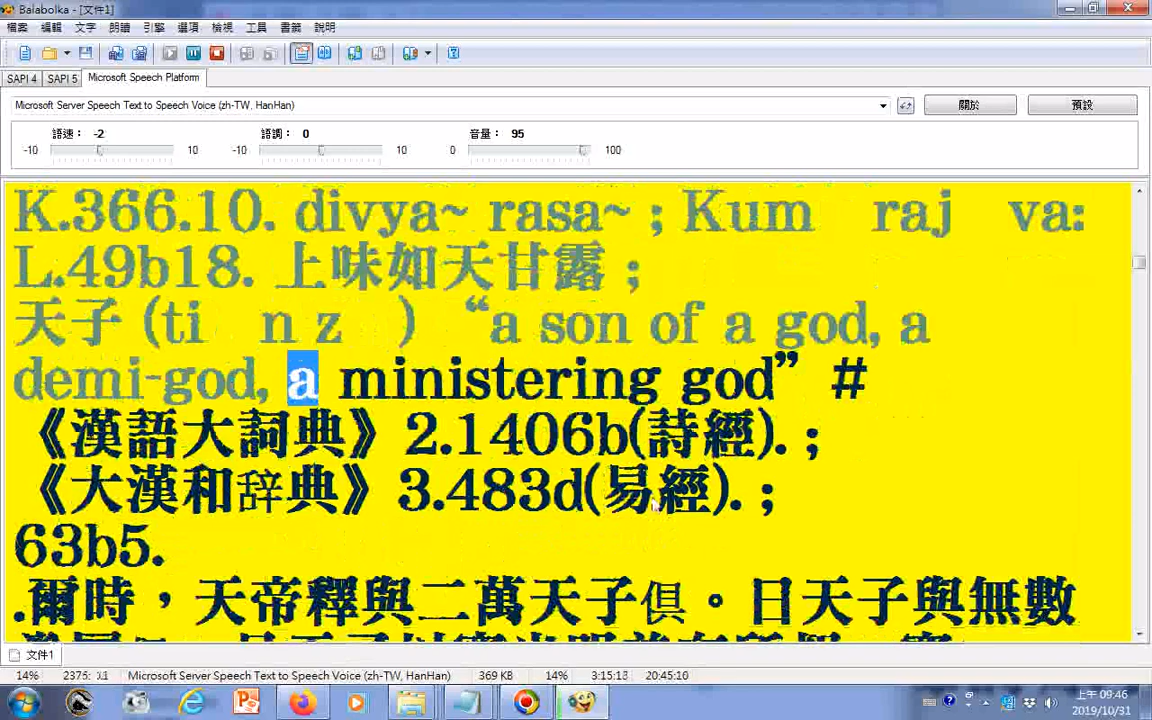 Balabolka - [文件1]
檔案 編輯 文字 朗讀 引擎 選項 檢視 工具 書籤 說明
SAPI 4 SAPI 5 Microsoft Speech Platform
Microsoft Server Speech Text to Speech Voice (zh-TW, HanHan) 關於 預設
語速： -2 語調： 0 音量： 95
-10 10 -10 10 0 100
K.366.10. divya~ rasa~ ; Kum raj va:
L.49b18. 上味如天甘露 ;
天子 (ti n z ) “a son of a god, a
demi-god, a ministering god” #
《漢語大詞典》 2.1406b(詩經). ;
《大漢和辞典》 3.483d(易經). ;
63b5.
.爾時，天帝釋與二萬天子俱。日天子與無數
文件1
14% Microsoft Server Speech Text to Speech Voice (zh-TW, HanHan) 369 KB 14% 3:15:13 20:45:10
上午 09:46
2019/10/31